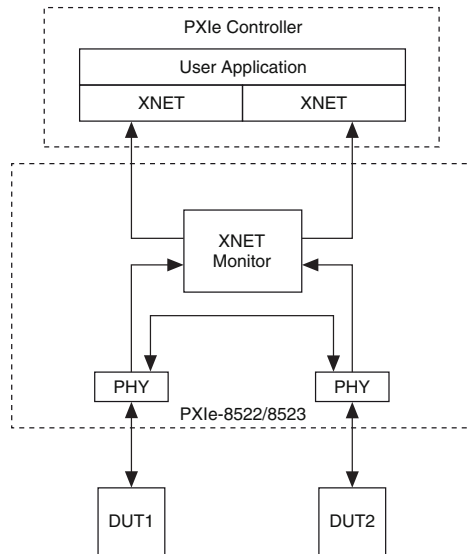 PXIe Controller
User Application
XNET
XNET
XNET
Monitor
PHY
PHY
PXIe-8522/8523
DUT1
DUT2